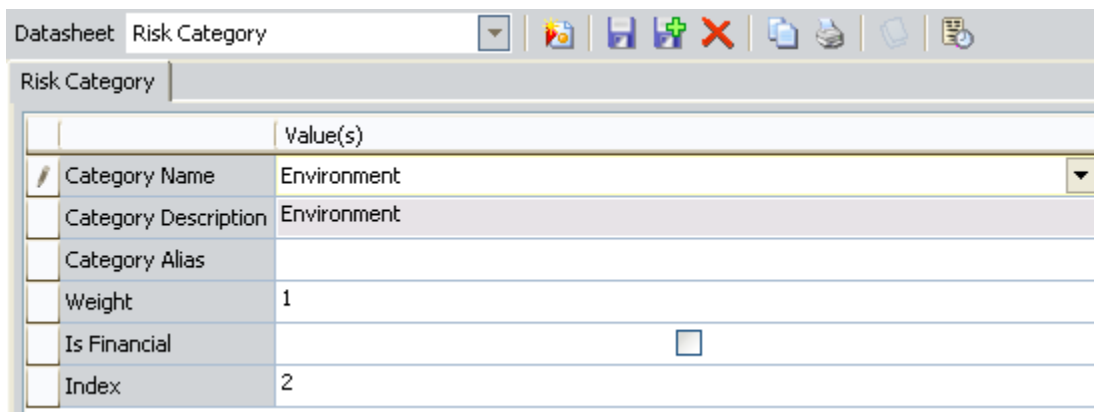 Datasheet Risk Category
Risk Category
Value(s)
Category Name Environment
Category Description Environment
Category Alias
Weight 1
Is Financial
Index 2